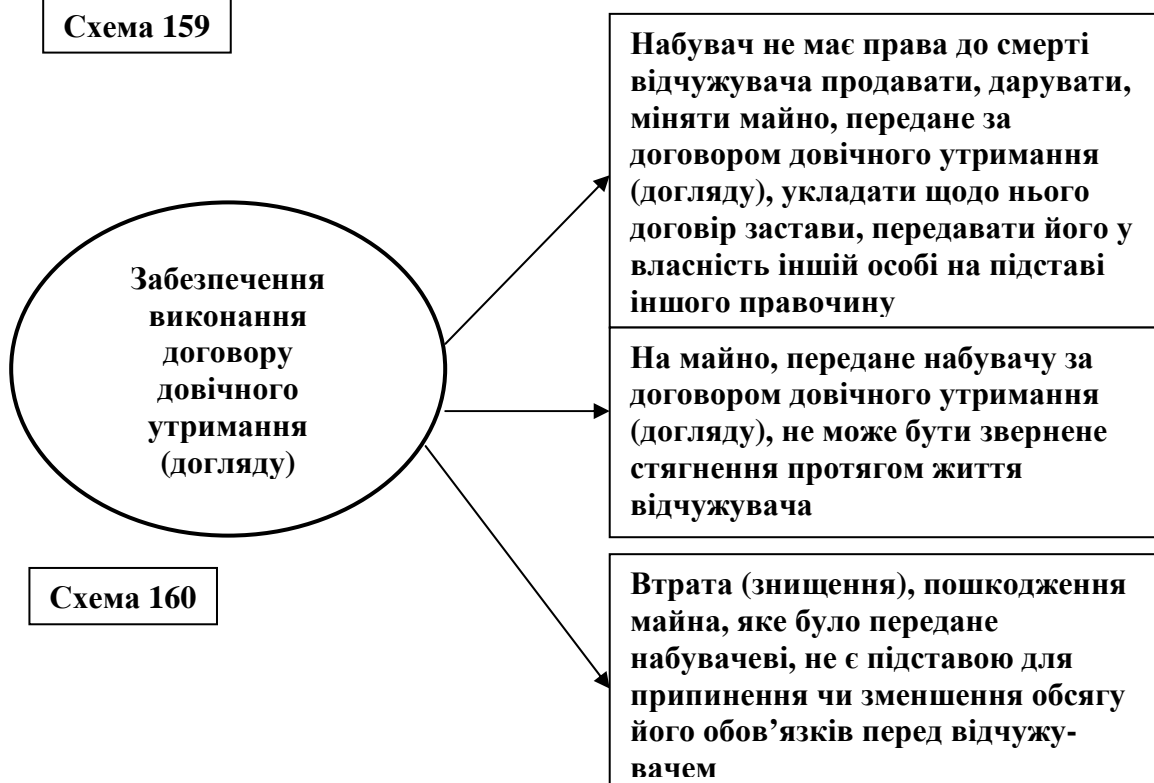 Схема 159
Набувач не має права до смерті
відчужувача продавати, дарувати,
міняти майно, передане за
договором довічного утримання
(догляду), укладати щодо нього
договір застави, передавати його у
власність іншій особі на підставі
іншого правочину
Забезпечення
виконання
договору
довічного
утримання
(догляду)
На майно, передане набувачу за
договором довічного утримання
(догляду), не може бути звернене
стягнення протягом життя
відчужувача
Втрата (знищення), пошкодження
майна, яке було передане
набувачеві, не є підставою для
припинення чи зменшення обсягу
його обов’язків перед відчужу-
вачем
Схема 160